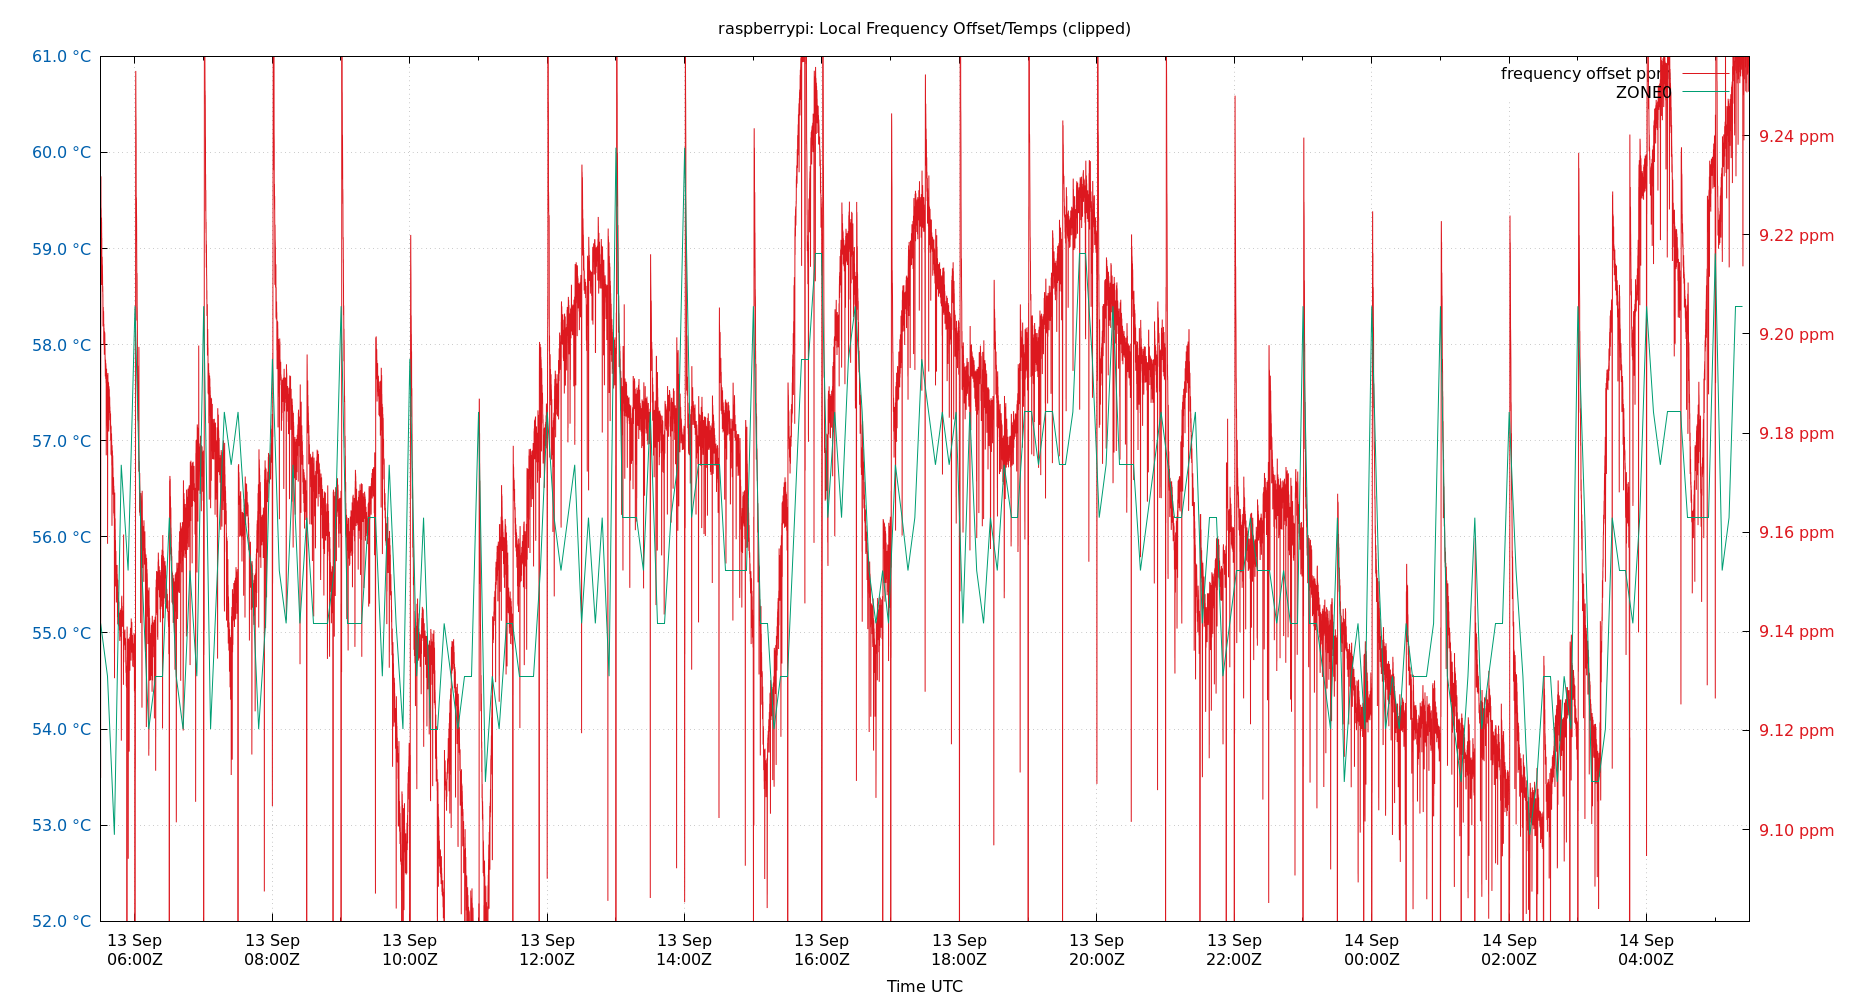 raspberrypi: Local Frequency Offset/Temps (clipped)
61.0 °C
60.0 °C
59.0 °C
58.0 °C
57.0 °C
56.0 °C
55.0 °C
54.0 °C
53.0 °C
52.0 °C
frequency offset
ZONE0
9.24 ppm
9.22 ppm
9.20 ppm
9.18 ppm
9.16 ppm
9.14 ppm
9.12 ppm
9.10 ppm
13 Sep
06:00Z
13 Sep
08:00Z
13 Sep
10:00Z
13 Sep
12:00Z
13 Sep
14:00Z
13 Sep
16:00Z
13 Sep
18:00Z
13 Sep
20:00Z
13 Sep
22:00Z
14 Sep
00:00Z
14 Sep
02:00Z
14 Sep
04:00Z
Time UTC